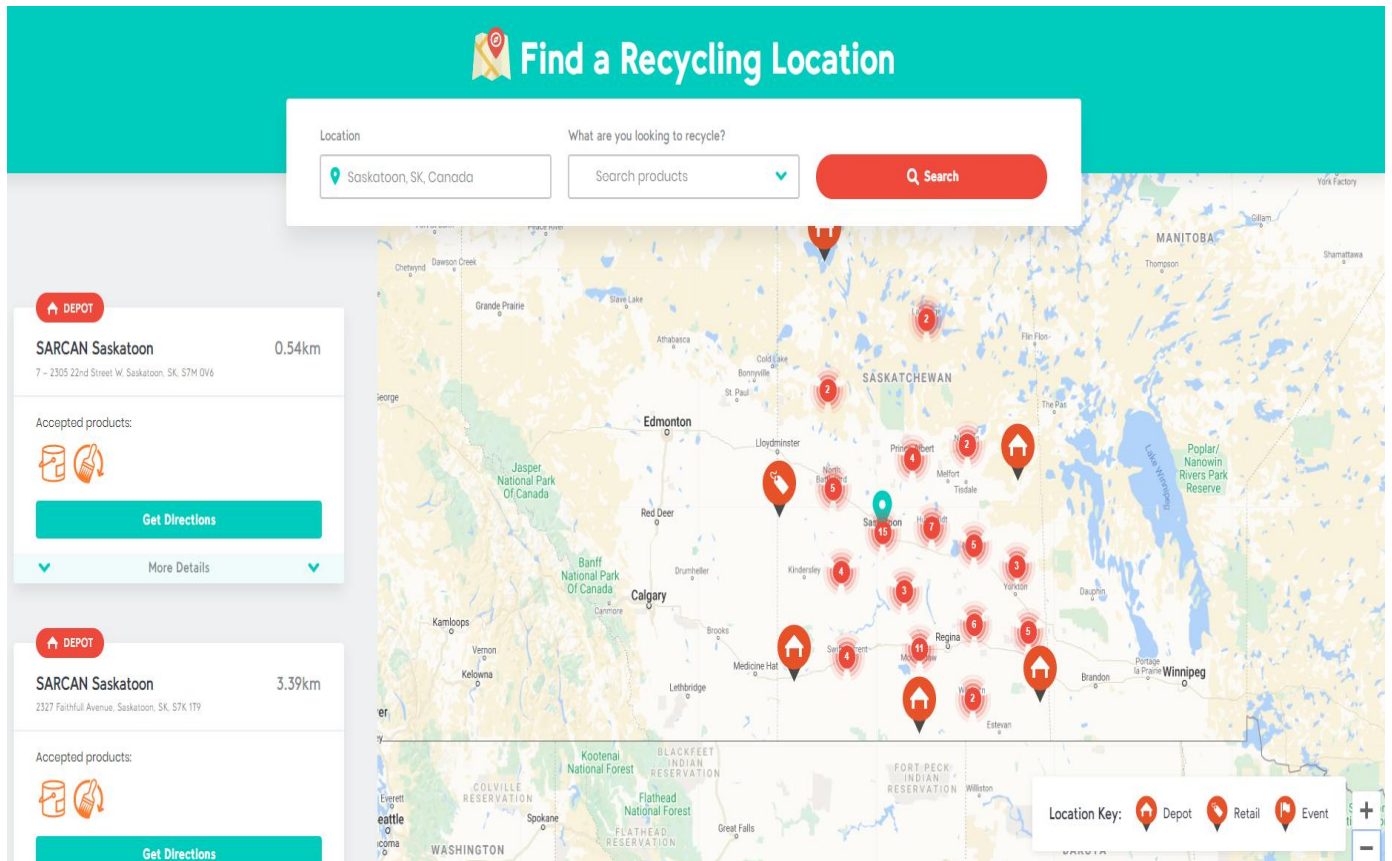 Find a Recycling Location
Location
What are you looking to recycle?
Saskatoon, SK, Canada
Search products
Search
DEPOT
SARCAN Saskatoon
0.54km
7 – 2305 22nd Street W. Saskatoon, SK, S7M 0V6
Accepted products:
Get Directions
More Details
DEPOT
SARCAN Saskatoon
3.39km
2327 Faithfull Avenue, Saskatoon, SK, S7K 1T9
Accepted products:
Get Directions
York Factory
Gillam
MANITOBA
Peace River
Chetwynd
Dawson Creek
Thompson
Shamattawa
Grande Prairie
Slave Lake
2
Athabasca
Flin Flon
Cold Lake
Bonnyville
SASKATCHEWAN
2
St. Paul
George
The Pas
Edmonton
Lloydminster
2
4
Poplar/
Nanowin
Rivers Park
Reserve
Lake Winnipeg
Jasper
National Park
Of Canada
North
5
Melfort
Tisdale
Red Deer
15
7
5
Banff
National Park
Of Canada
Drumheller
Kindersley
4
3
3
Yorkton
Dauphin
Calgary
Canmore
Kamloops
Brooks
6
5
Regina
Vernon
Kelowna
Medicine Hat
4
11
Portage
la Prairie
Winnipeg
Brandon
Lethbridge
2
Estevan
Kootenai
National Forest
BLACKFEET
INDIAN
RESERVATION
FORT PECK
INDIAN
RESERVATION
Williston
COLVILLE
RESERVATION
Everett
Flathead
National Forest
Spokane
Great Falls
FLATHEAD
RESERVATION
WASHINGTON
Location Key:
Depot
Retail
Event
+
−